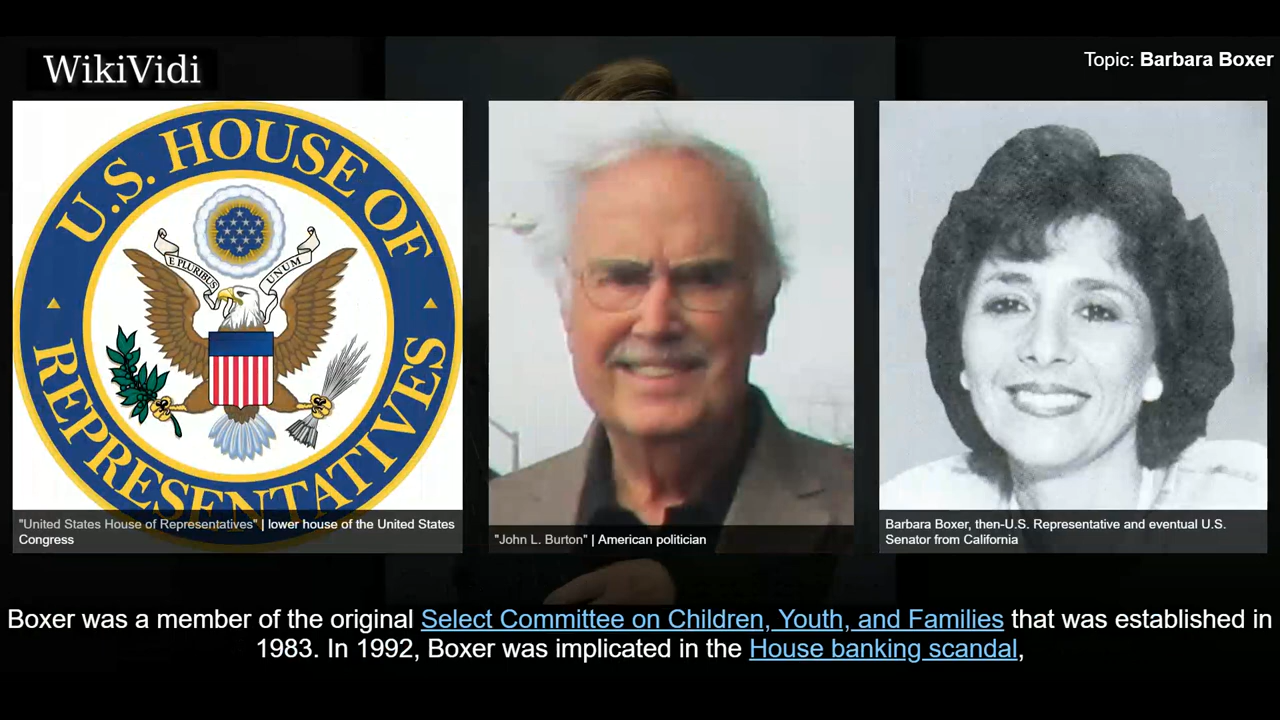 WikiVidi
Topic: Barbara Boxer
U.S. HOUSE OF
E PLURIBUS
UNUM
REPRESENTATIVES
"United States House of Representatives" | lower house of the United States
Congress
"John L. Burton" | American politician
Barbara Boxer, then-U.S. Representative and eventual U.S.
Senator from California
Boxer was a member of the original Select Committee on Children, Youth, and Families that was established in
1983. In 1992, Boxer was implicated in the House banking scandal,